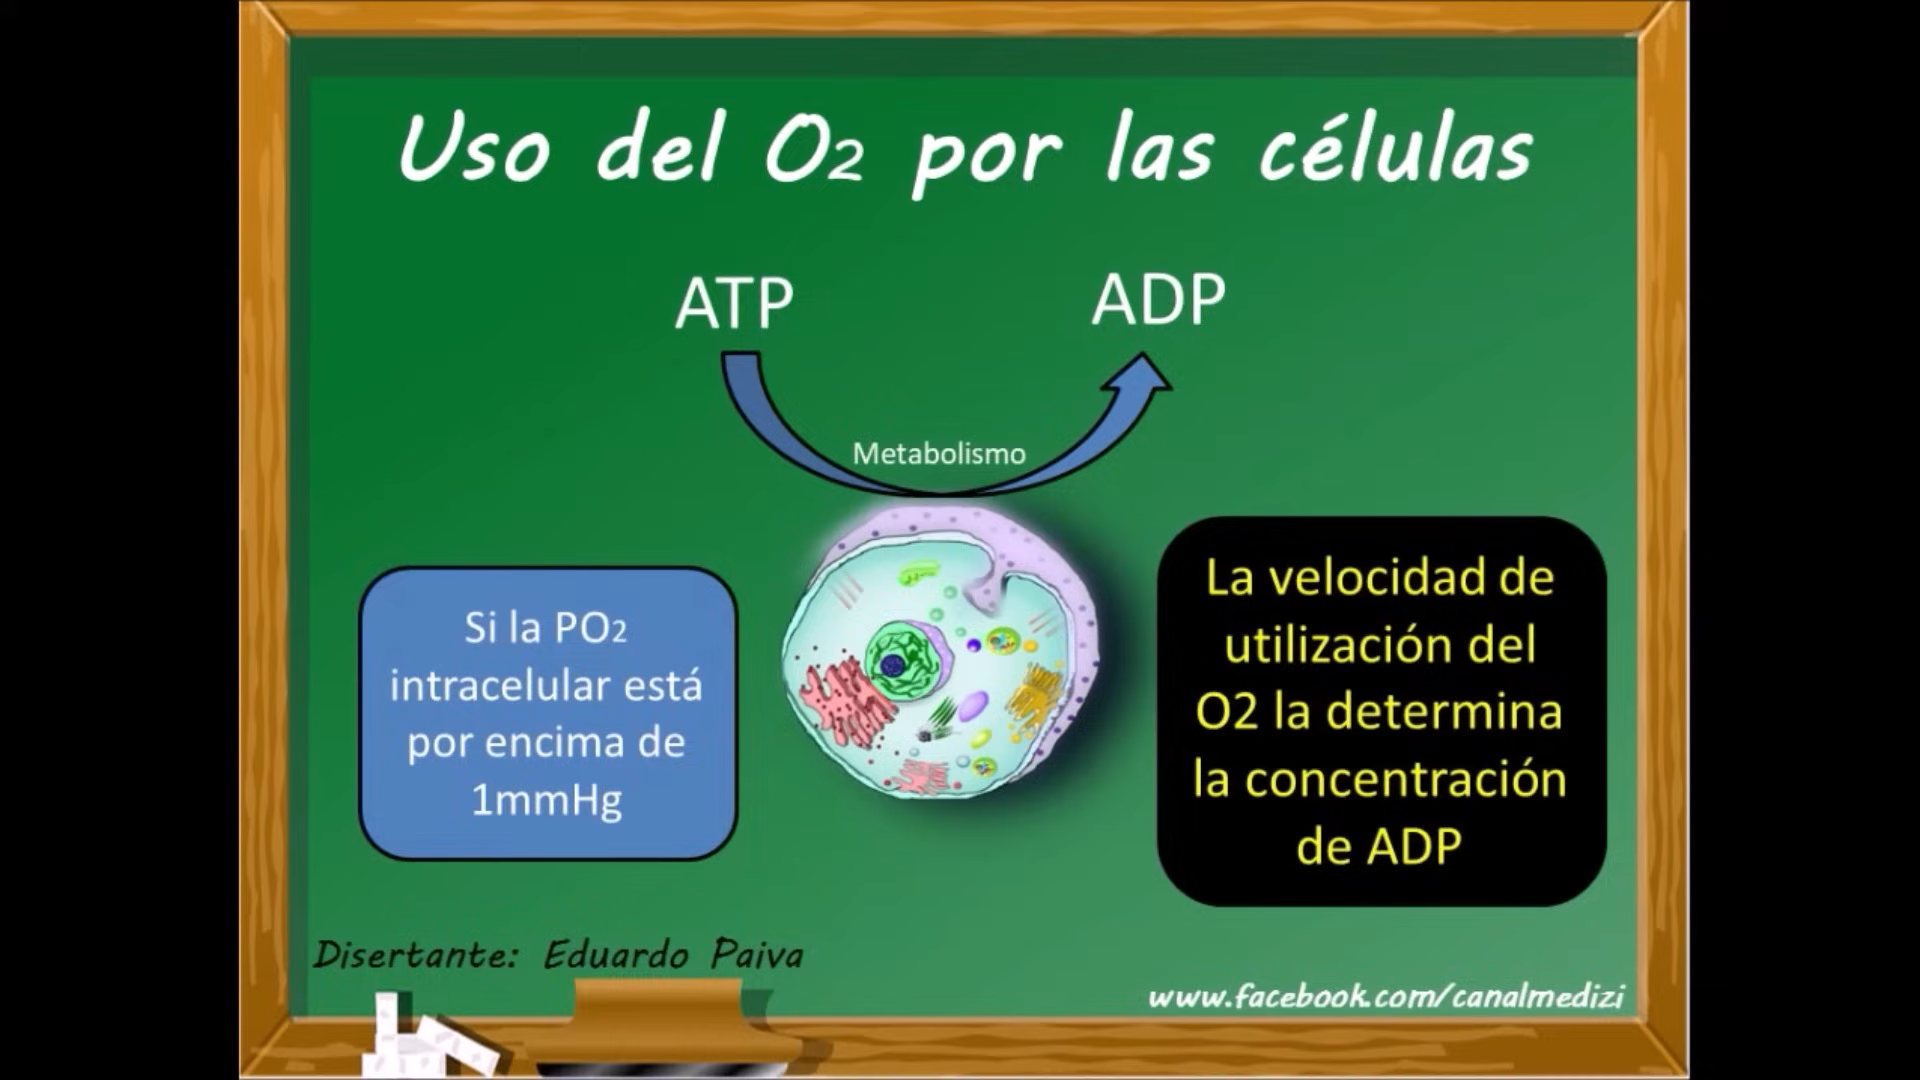 Uso del O2 por las células
ATP
ADP
Metabolismo
Si la PO2
intracelular está
por encima de
1mmHg
La velocidad de
utilización del
O2 la determina
la concentración
de ADP
Disertante: Eduardo Paiva
www.facebook.com/canalmedizi